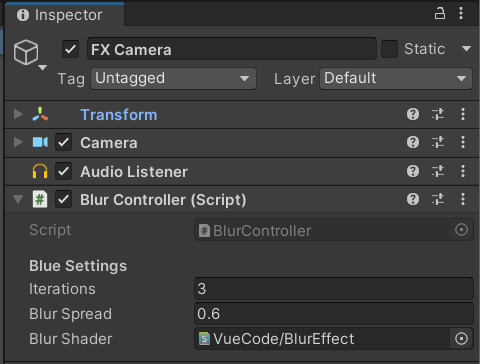 Inspector
FX Camera
Static
Tag Untagged Layer Default
Transform
Camera
Audio Listener
Blur Controller (Script)
Script BlurController
Blue Settings
Iterations 3
Blur Spread 0.6
Blur Shader VueCode/BlurEffect